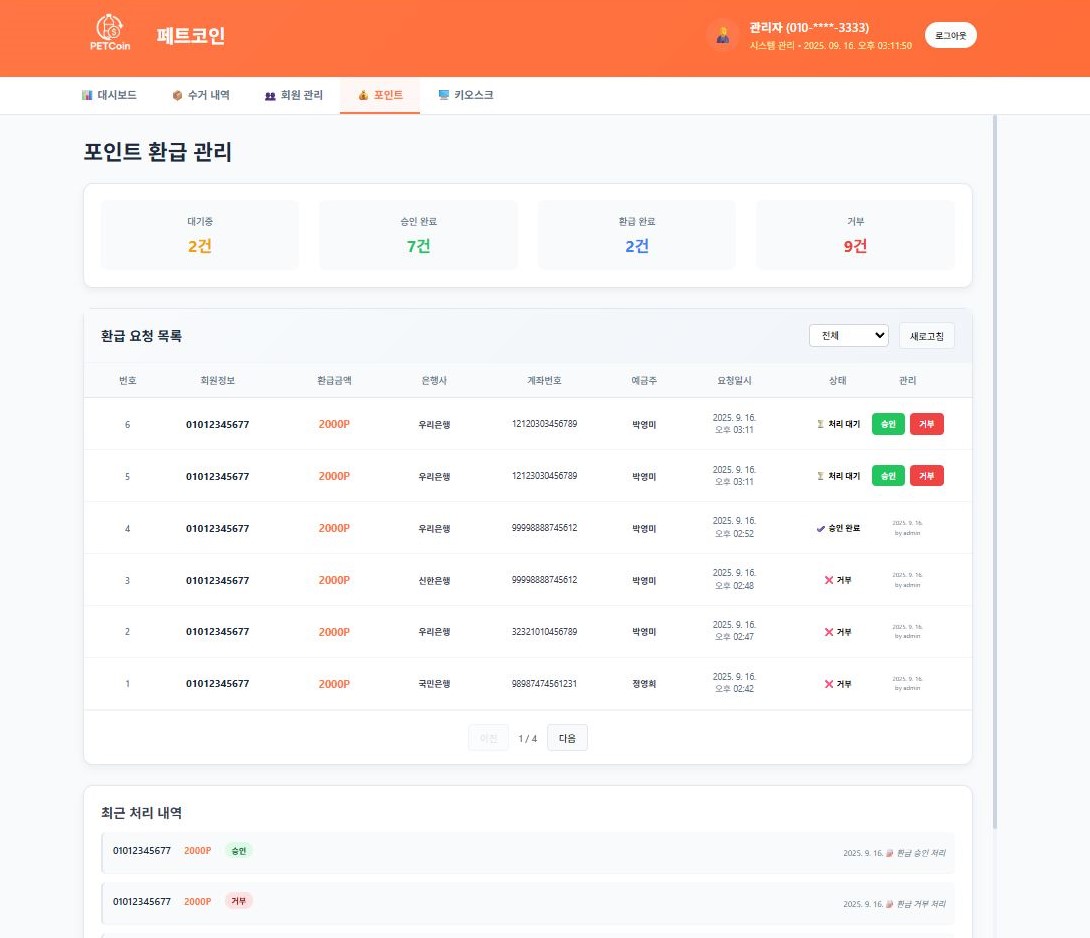 PETCoin
페트코인
관리자 (010-****-3333)
시스템 관리 • 2025. 09. 16. 오후 03:11:50
로그아웃
대시보드
수거 내역
회원 관리
포인트
키오스크
포인트 환급 관리
대기중
2건
승인 완료
7건
환급 완료
2건
거부
9건
환급 요청 목록
전체
새로고침
번호 회원정보 환급금액 은행사 계좌번호 예금주 요청일시 상태 관리
6 01012345677 2000P 우리은행 12120303456789 박영미 2025. 9. 16. 오후 03:11 처리 대기 승인 거부
5 01012345677 2000P 우리은행 12123030456789 박영미 2025. 9. 16. 오후 03:11 처리 대기 승인 거부
4 01012345677 2000P 우리은행 99998888745612 박영미 2025. 9. 16. 오후 02:52 승인 완료 2025. 9. 16. by admin
3 01012345677 2000P 신한은행 99998888745612 박영미 2025. 9. 16. 오후 02:48 거부 2025. 9. 16. by admin
2 01012345677 2000P 우리은행 32321010456789 박영미 2025. 9. 16. 오후 02:47 거부 2025. 9. 16. by admin
1 01012345677 2000P 국민은행 98987474561231 정영희 2025. 9. 16. 오후 02:42 거부 2025. 9. 16. by admin
이전 1 / 4 다음
최근 처리 내역
01012345677 2000P 승인 2025. 9. 16. 환급 승인 처리
01012345677 2000P 거부 2025. 9. 16. 환급 거부 처리